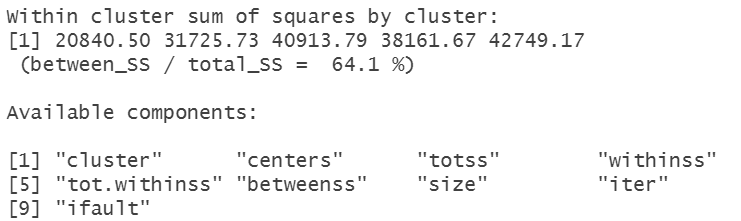 Within cluster sum of squares by cluster:
[1] 20840.50 31725.73 40913.79 38161.67 42749.17
 (between_SS / total_SS =  64.1 %)
Available components:
[1] "cluster"      "centers"      "totss"        "withinss"
[5] "tot.withinss" "betweenss"    "size"         "iter"
[9] "ifault"